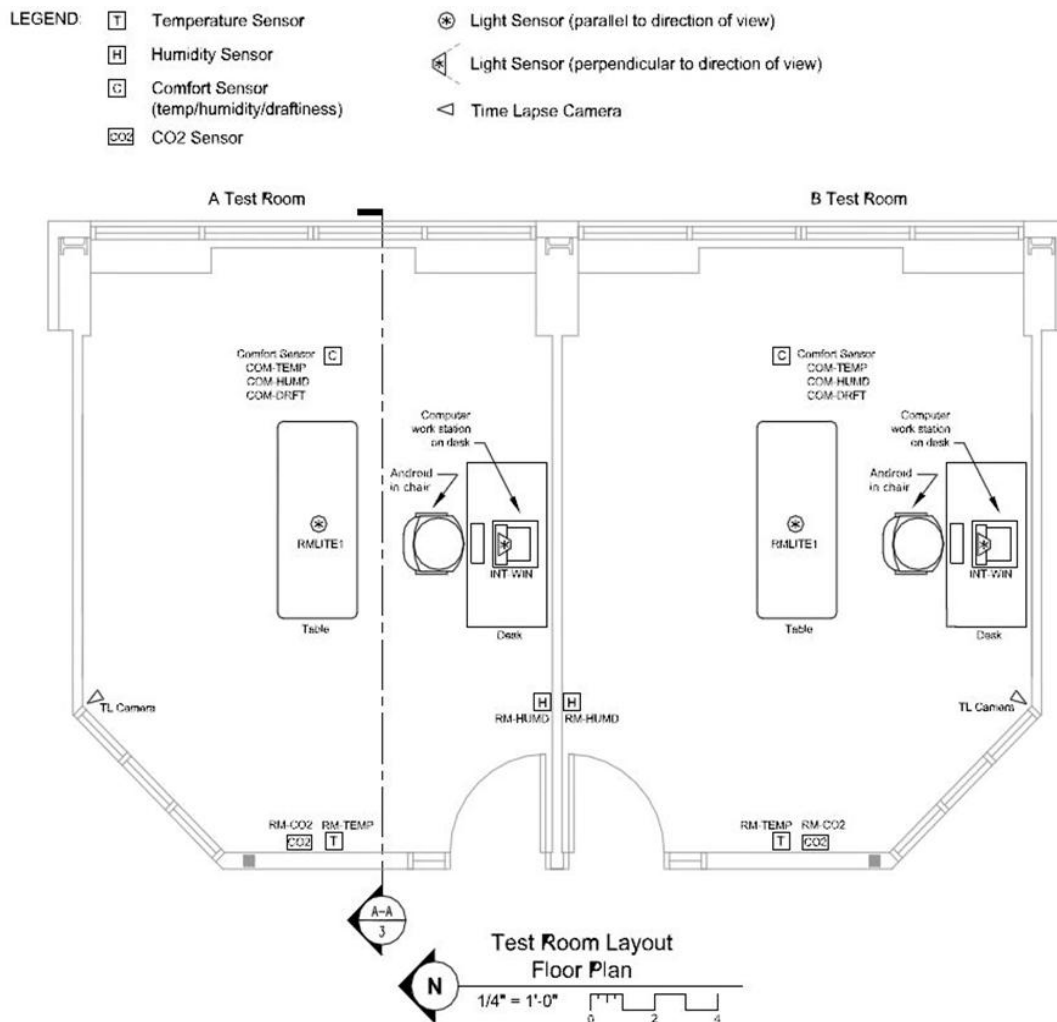 LEGEND:
T Temperature Sensor
H Humidity Sensor
C Comfort Sensor
(temp/humidity/draftiness)
CO2 CO2 Sensor
Light Sensor (parallel to direction of view)
Light Sensor (perpendicular to direction of view)
Time Lapse Camera
A Test Room
B Test Room
Comfort Sensor C
COM-TEMP
COM-HUMD
COM-DRFT
Computer
work station
on desk
Android
in chair
RMLITE1
INT-WIN
Table
Desk
C Comfort Sensor
COM-TEMP
COM-HUMD
COM-DRFT
Computer
work station
on desk
Android
in chair
RMLITE1
INT-WIN
Table
Desk
TL Camera
H H
RM-HUMD RM-HUMD
TL Camera
RM-CO2 RM-TEMP
CO2 T
RM-TEMP RM-CO2
T CO2
A-A
3
N
Test Room Layout
Floor Plan
1/4" = 1'-0"
0 2 4